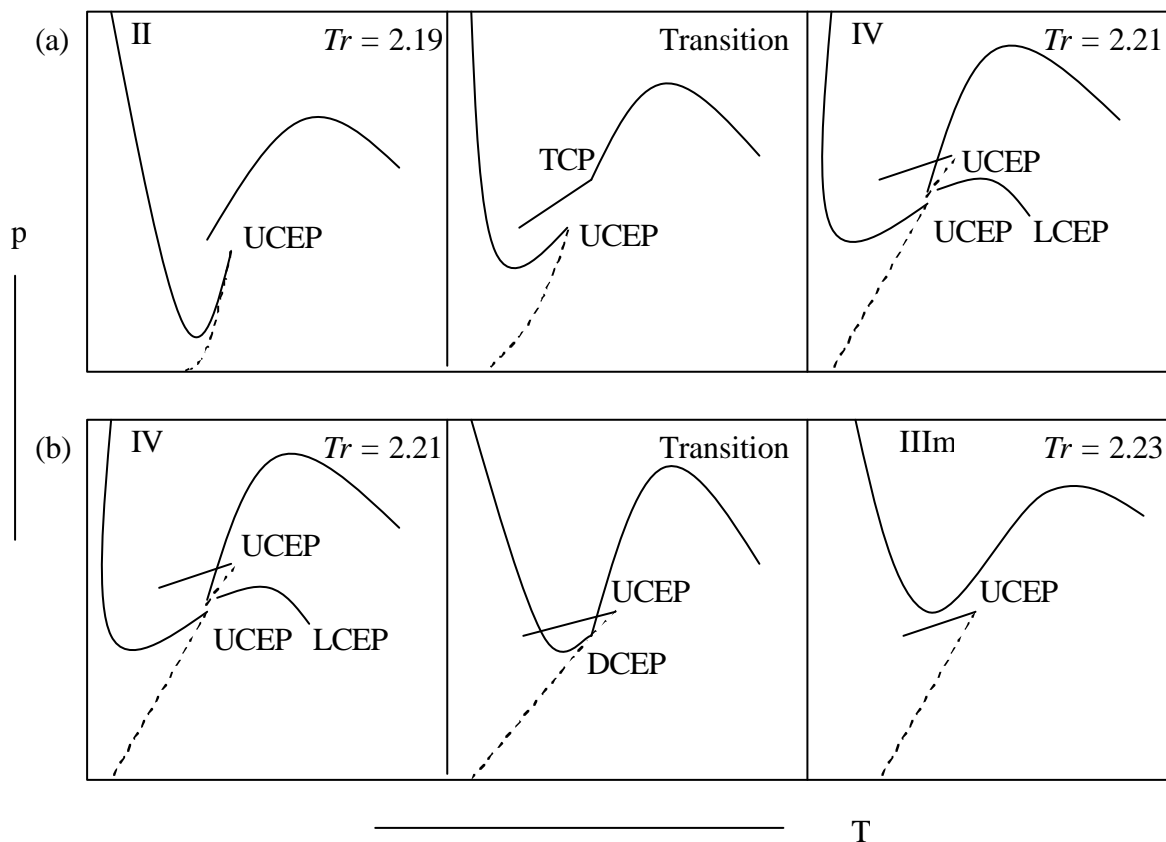 (a)
II
Tr = 2.19
UCEP
Transition
TCP
UCEP
IV
Tr = 2.21
UCEP
UCEP
LCEP
p
(b)
IV
Tr = 2.21
UCEP
UCEP
LCEP
Transition
UCEP
DCEP
IIIm
Tr = 2.23
UCEP
T